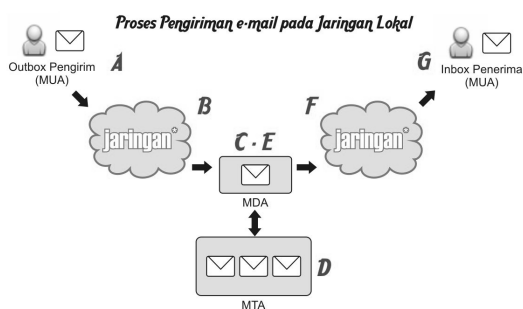 Proses Pengiriman e-mail pada Jaringan Lokal
Outbox Pengirim
(MUA)
A
G
Inbox Penerima
(MUA)
B
F
jaringan*
C · E
jaringan*
MDA
D
MTA